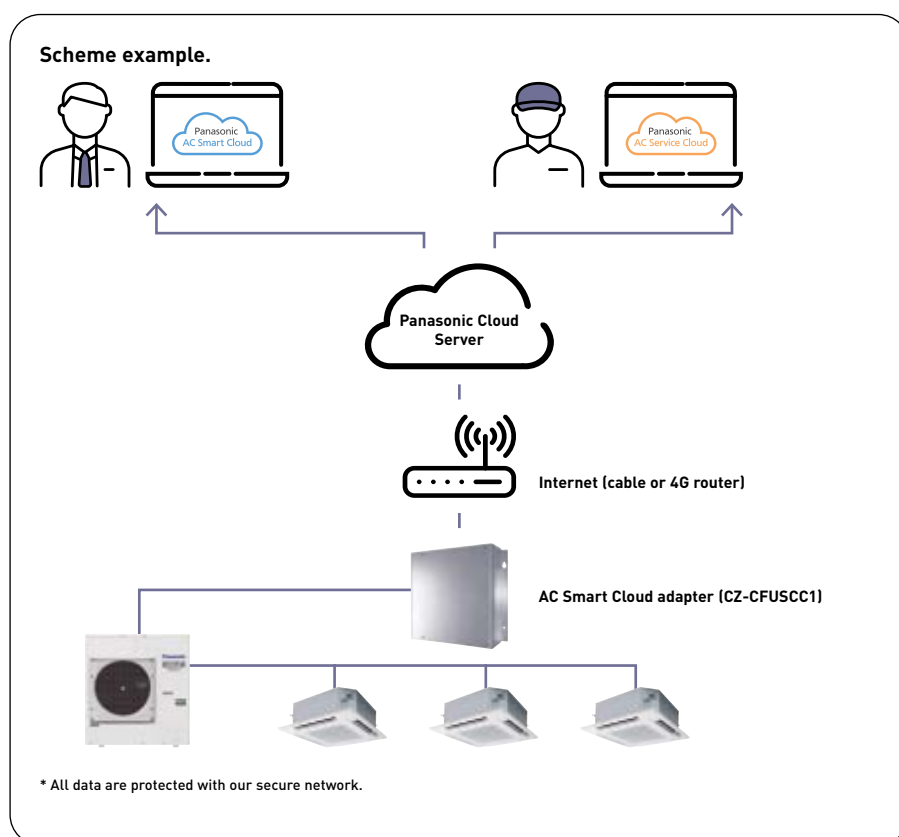 Scheme example.
Panasonic
AC Smart Cloud
Panasonic
AC Service Cloud
Panasonic Cloud
Server
Internet (cable or 4G router)
AC Smart Cloud adapter (CZ-CFUSCC1)
Panasonic
* All data are protected with our secure network.